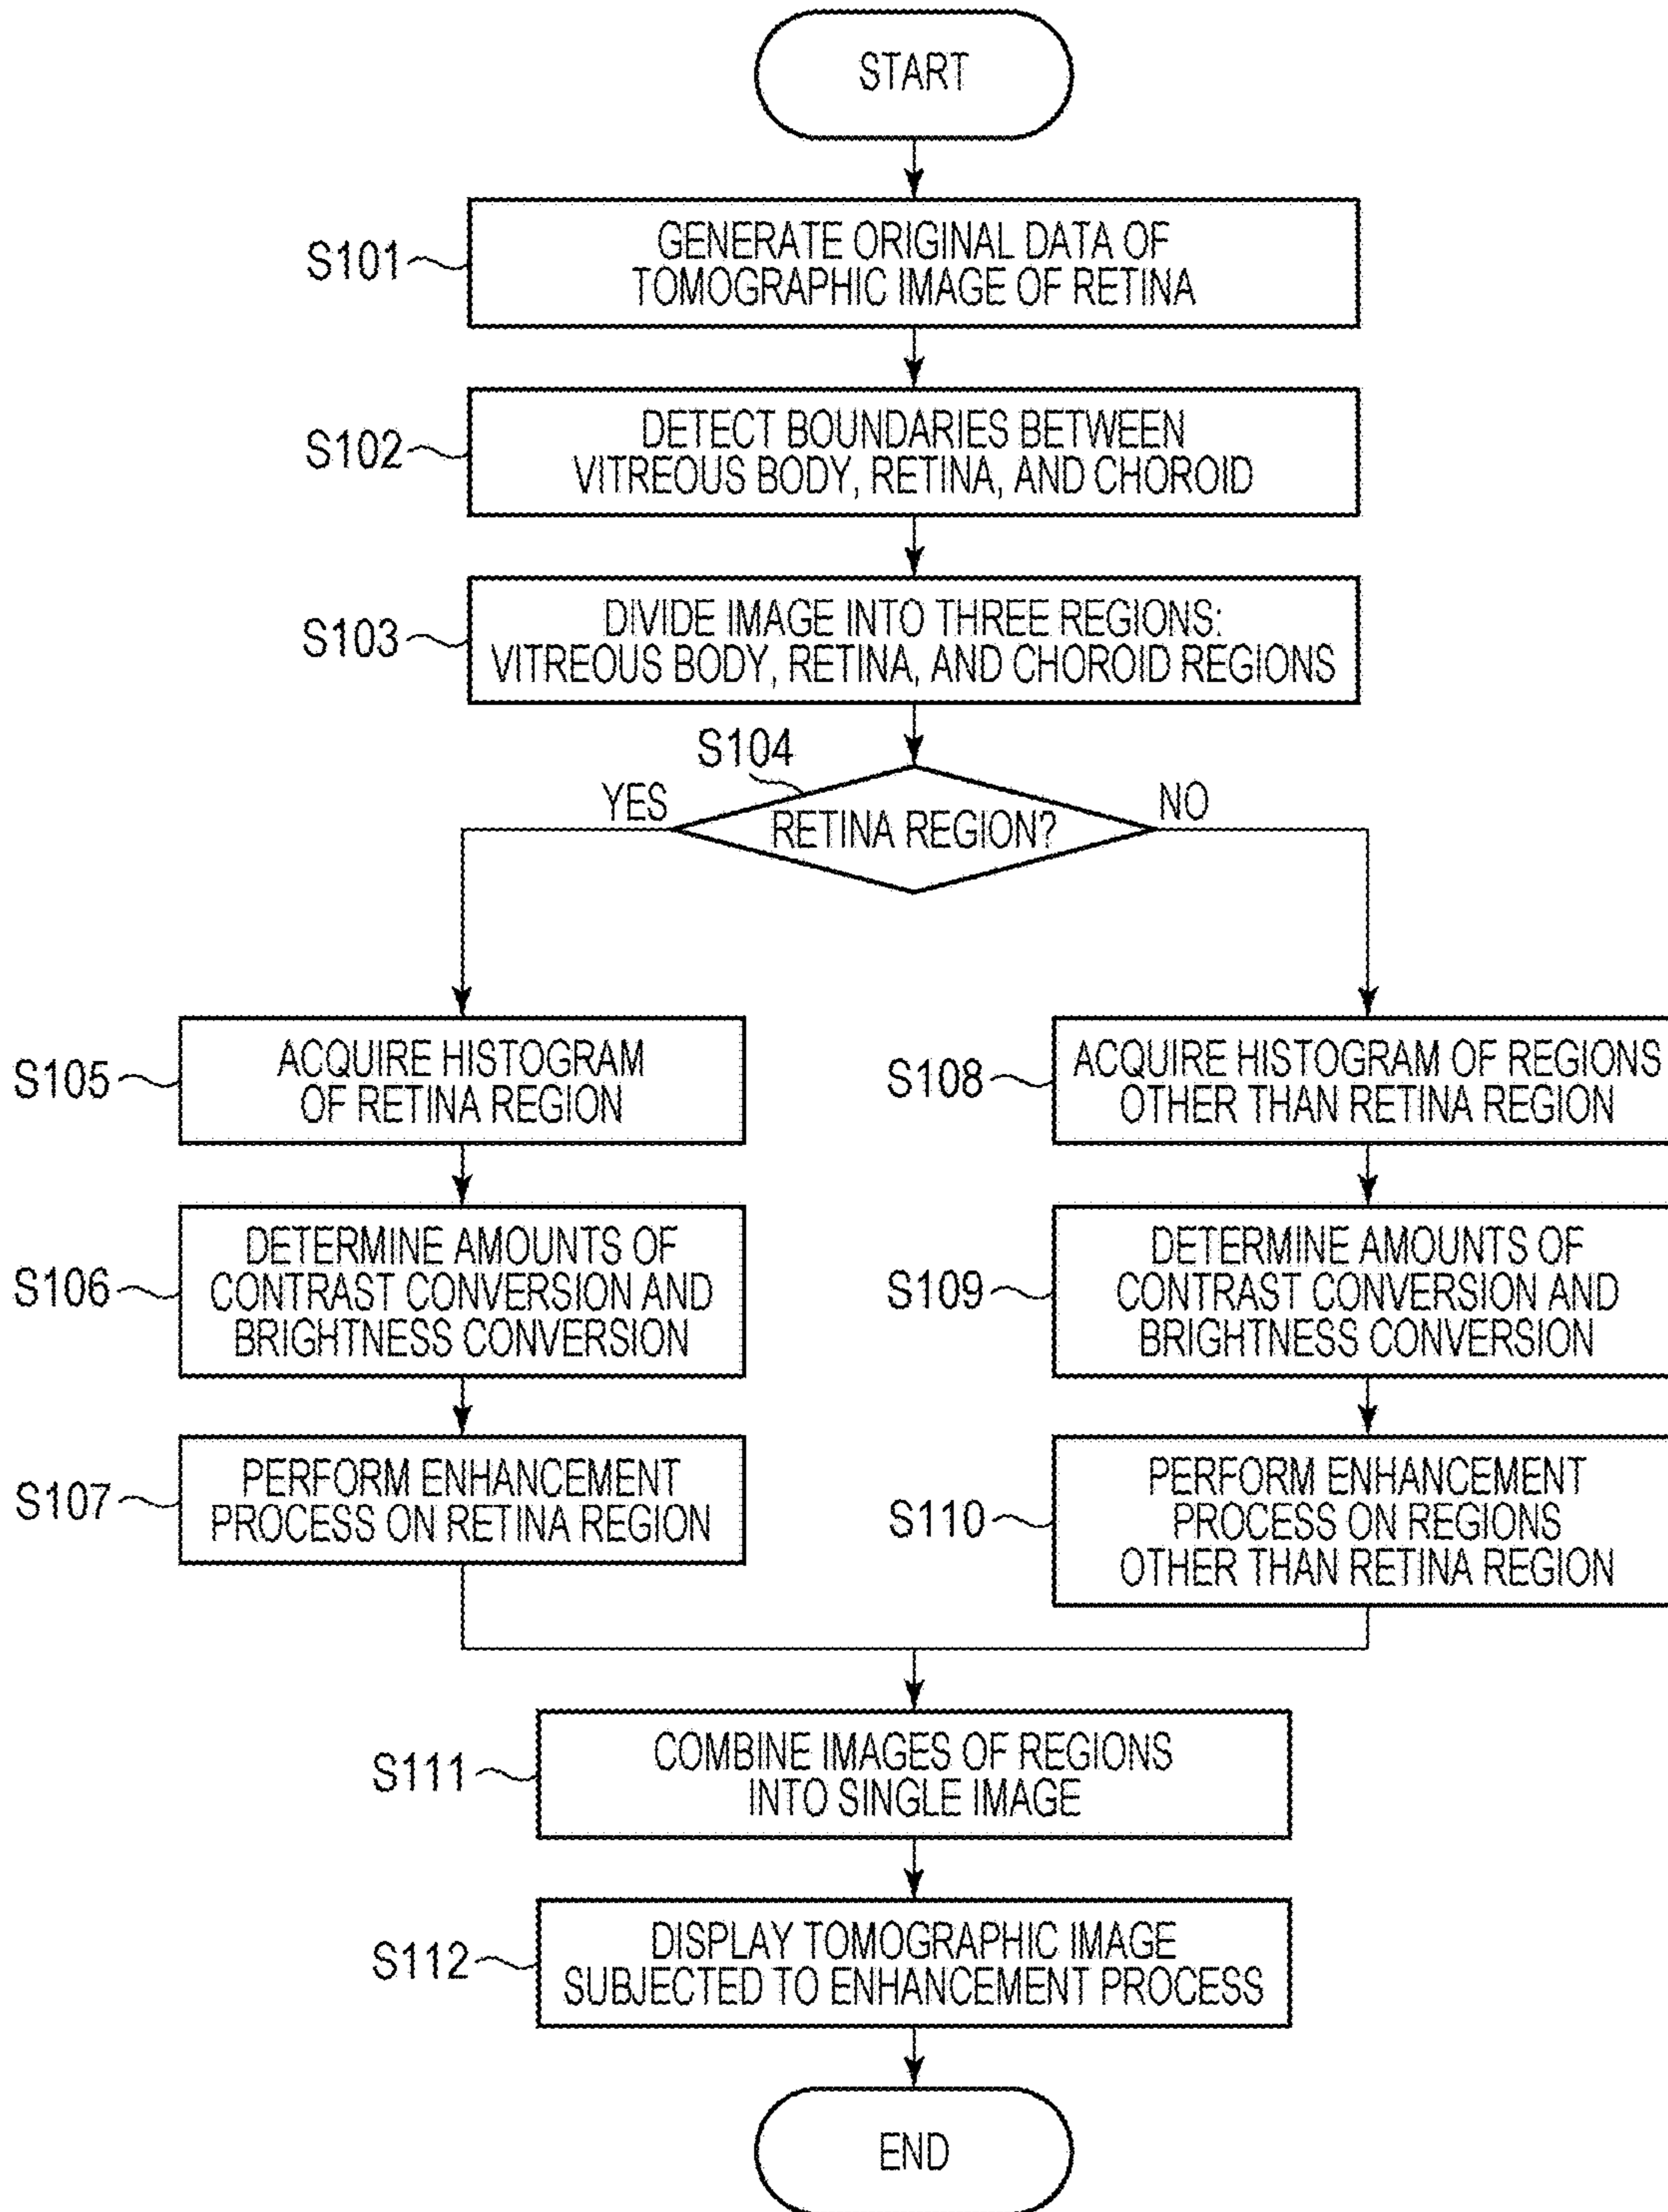 START
S101
GENERATE ORIGINAL DATA OF
TOMOGRAPHIC IMAGE OF RETINA
S102
DETECT BOUNDARIES BETWEEN
VITREOUS BODY, RETINA, AND CHOROID
S103
DIVIDE IMAGE INTO THREE REGIONS:
VITREOUS BODY, RETINA, AND CHOROID REGIONS
S104
YES
RETINA REGION?
NO
S105
ACQUIRE HISTOGRAM
OF RETINA REGION
S106
DETERMINE AMOUNTS OF
CONTRAST CONVERSION AND
BRIGHTNESS CONVERSION
S107
PERFORM ENHANCEMENT
PROCESS ON RETINA REGION
S108
ACQUIRE HISTOGRAM OF REGIONS
OTHER THAN RETINA REGION
S109
DETERMINE AMOUNTS OF
CONTRAST CONVERSION AND
BRIGHTNESS CONVERSION
S110
PERFORM ENHANCEMENT
PROCESS ON REGIONS
OTHER THAN RETINA REGION
S111
COMBINE IMAGES OF REGIONS
INTO SINGLE IMAGE
S112
DISPLAY TOMOGRAPHIC IMAGE
SUBJECTED TO ENHANCEMENT PROCESS
END